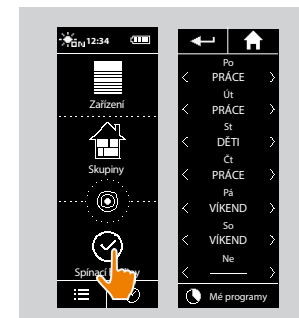 ON 12:34
Zařízení
Skupiny
Spínací
Po
PRÁCE
Út
PRÁCE
St
DĚTI
Čt
PRÁCE
Pá
VÍKEND
So
VÍKEND
Ne
Mé programy